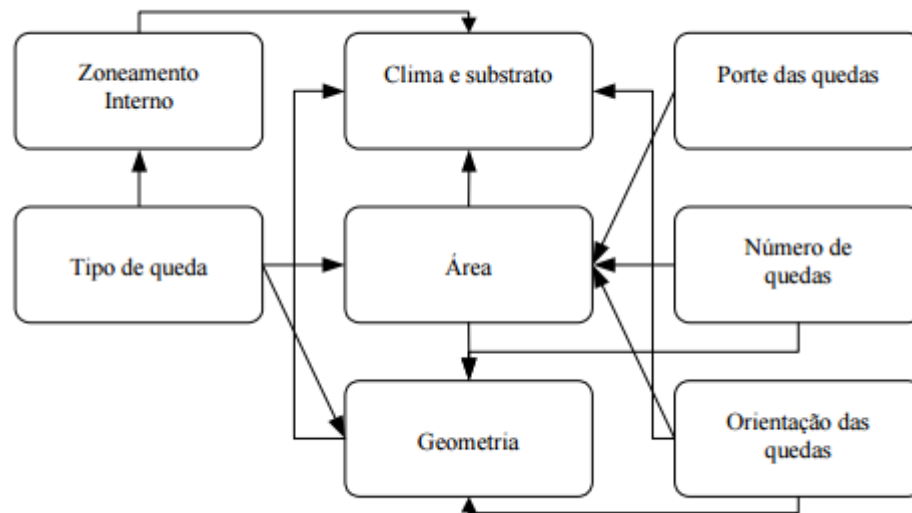 Zoneamento
Interno
Clima e substrato
Porte das quedas
Tipo de queda
Área
Número de
quedas
Geometria
Orientação das
quedas